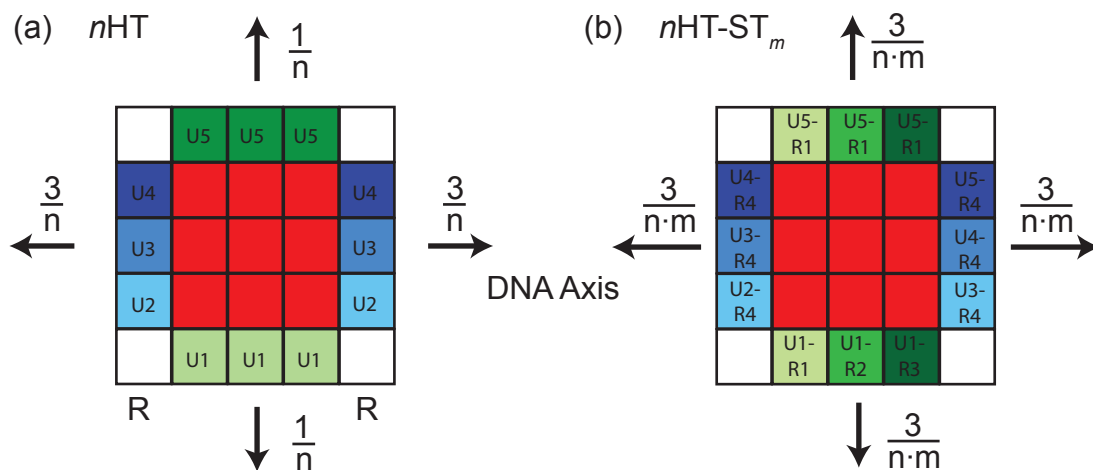 (a) nHT
1
n
U5 U5 U5
3
n
U4 U4
U3 U3
U2 U2
3
n
U1 U1 U1
R R
1
n
DNA Axis
(b) nHT-STm
3
n·m
U5-R1 U5-R1 U5-R1
3
n·m
U4-R4 U5-R4
U3-R4 U4-R4
U2-R4 U3-R4
3
n·m
U1-R1 U1-R2 U1-R3
3
n·m